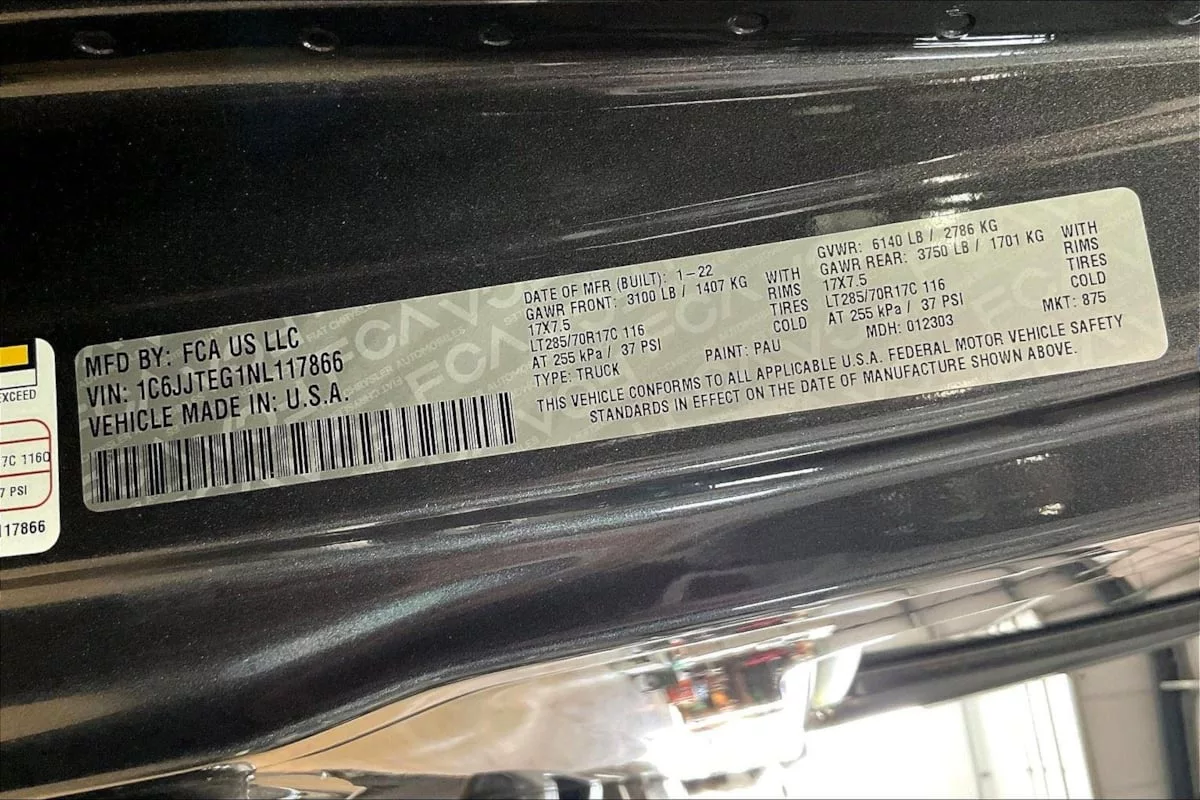 MFD BY: FCA US LLC
VIN: 1C6JJTEG1NL117866
VEHICLE MADE IN: U.S.A.
DATE OF MFR (BUILT): 1-22
GAWR FRONT: 3100 LB / 1407 KG WITH
17X7.5 RIMS
LT285/70R17C 116 TIRES
AT 255 kPa / 37 PSI COLD
TYPE: TRUCK PAINT: PAU
GVWR: 6140 LB / 2786 KG
GAWR REAR: 3750 LB / 1701 KG WITH
17X7.5 RIMS
LT285/70R17C 116 TIRES
AT 255 kPa / 37 PSI COLD
MDH: 012303 MKT: 875
THIS VEHICLE CONFORMS TO ALL APPLICABLE U.S.A. FEDERAL MOTOR VEHICLE SAFETY
STANDARDS IN EFFECT ON THE DATE OF MANUFACTURE SHOWN ABOVE.
EXCEED
7C 116Q
7 PSI
117866